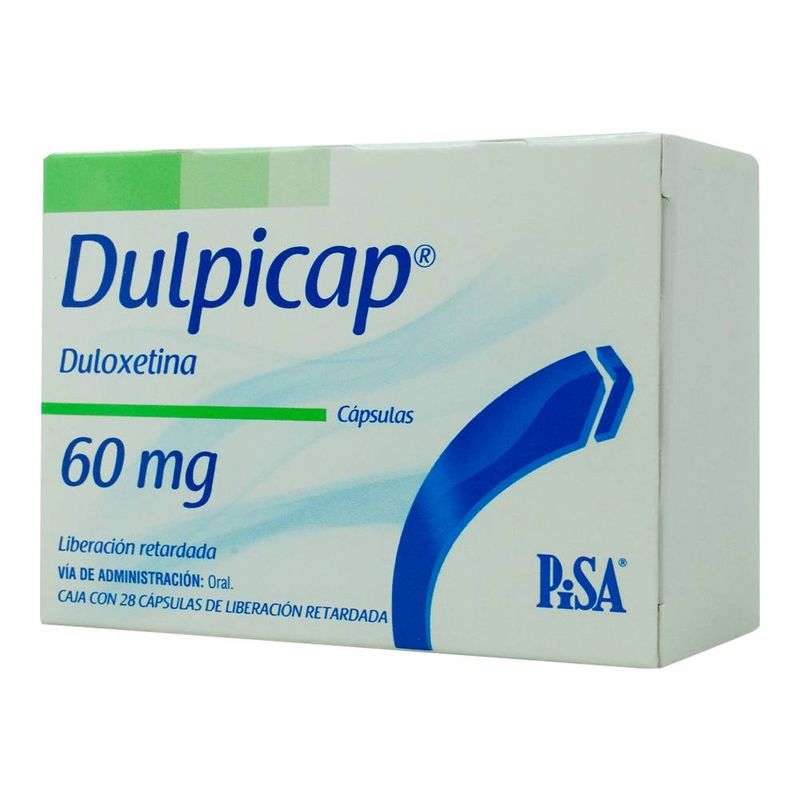 Dulpicap®
Duloxetina
Cápsulas
60 mg
Liberación retardada
VÍA DE ADMINISTRACIÓN: Oral.
CAJA CON 28 CÁPSULAS DE LIBERACIÓN RETARDADA
PiSA®